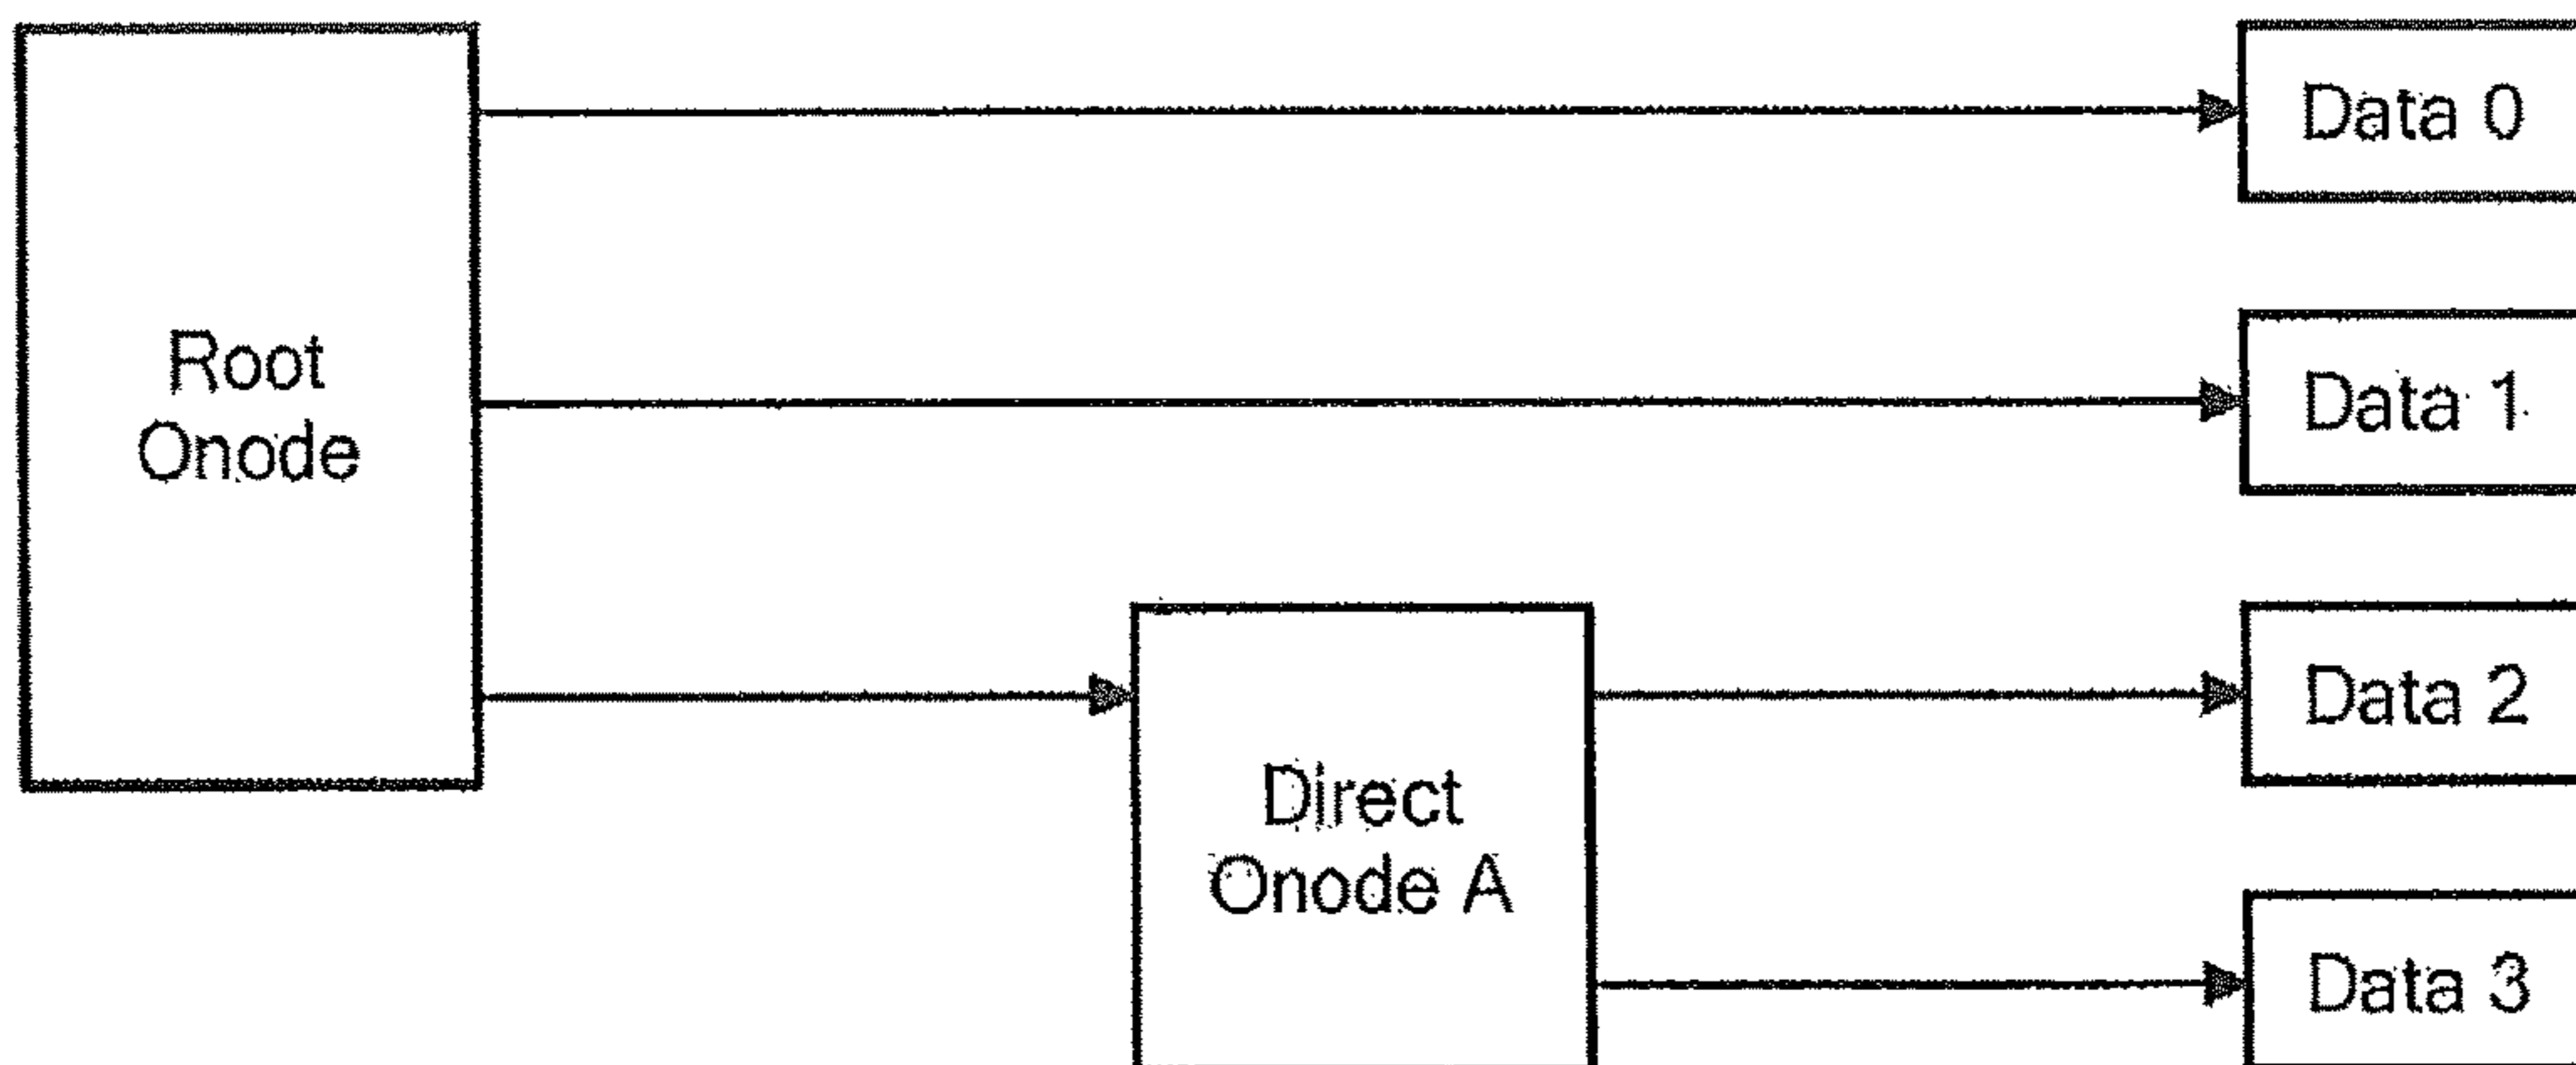 Data 0
Root
Onode
Data 1
Data 2
Direct
Onode A
Data 3